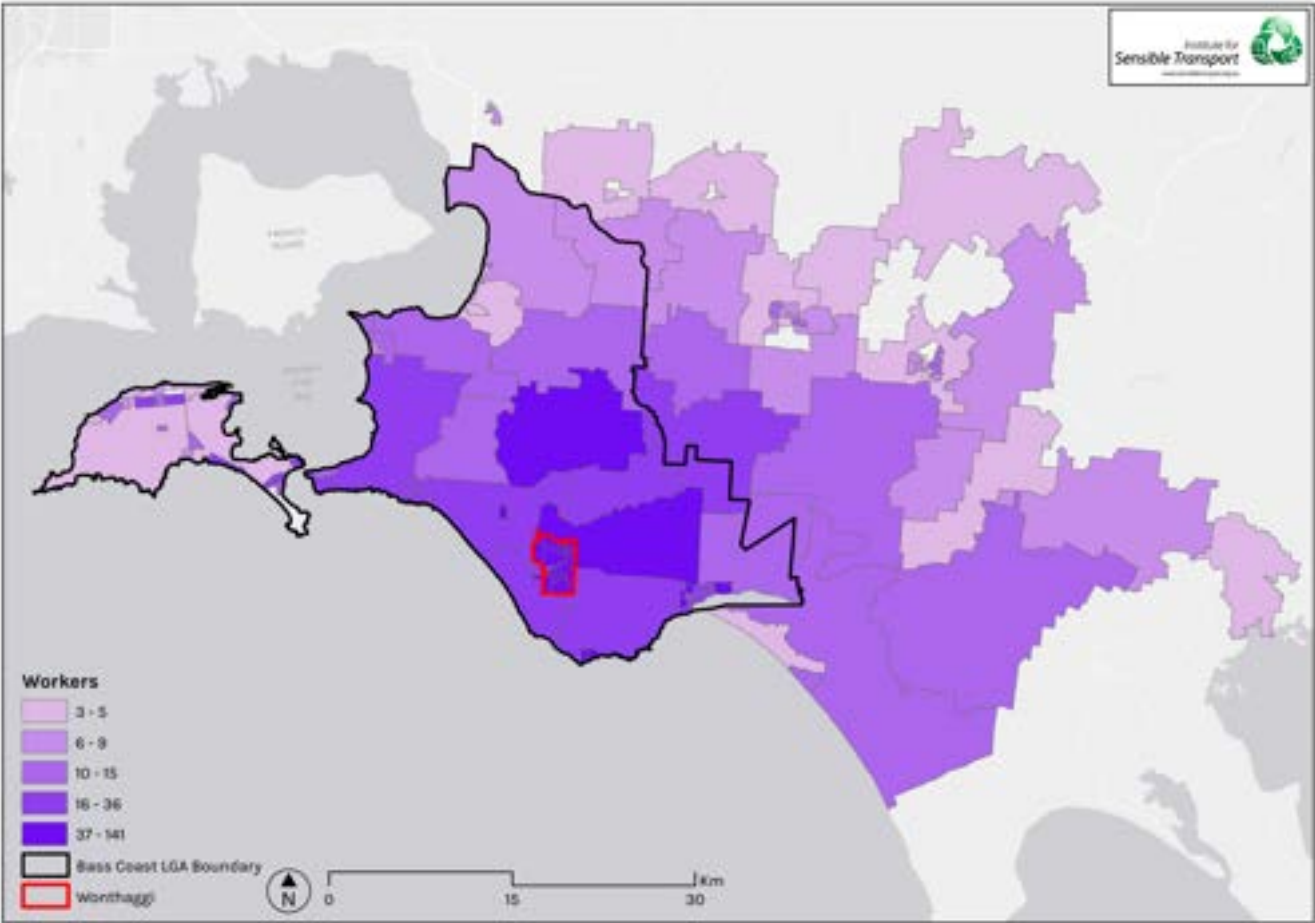 Institute for
Sensible Transport
Workers
3 - 5
6 - 9
10 - 15
16 - 36
37 - 141
Bass Coast LGA Boundary
Wonthaggi
N
0
15
30
Km